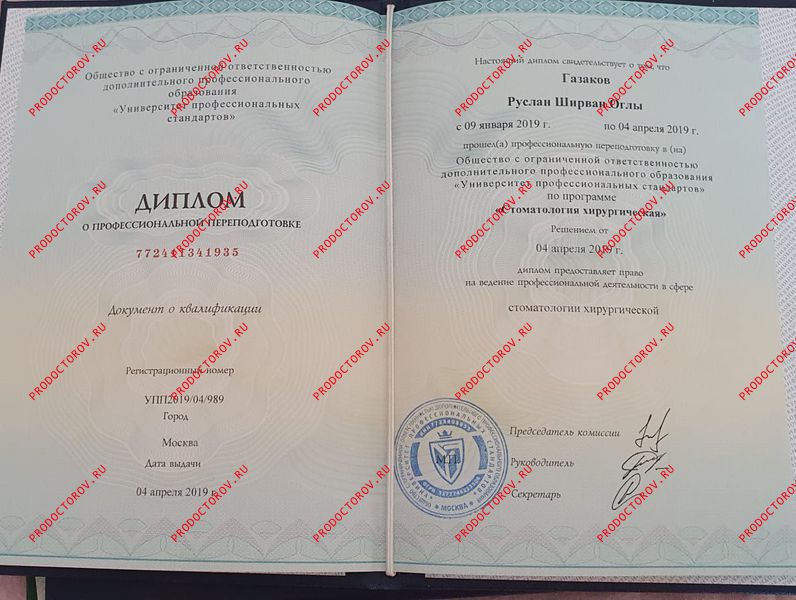 Общество с ограниченной ответственностью
дополнительного профессионального
образования
«Университет профессиональных
стандартов»
ДИПЛОМ
О ПРОФЕССИОНАЛЬНОЙ ПЕРЕПОДГОТОВКЕ
772411341935
Документ о квалификации
Регистрационный номер
УПП2019/04/989
Город
Москва
Дата выдачи
04 апреля 2019 г.
Настоящий диплом свидетельствует о том, что
Газаков
Руслан Ширван Оглы
с 09 января 2019 г. по 04 апреля 2019 г.
прошел(а) профессиональную переподготовку в (на)
Общество с ограниченной ответственностью
дополнительного профессионального образования
«Университет профессиональных стандартов»
по программе
«Стоматология хирургическая»
Решением от
04 апреля 2019 г.
диплом предоставляет право
на ведение профессиональной деятельности в сфере
стоматологии хирургической
Председатель комиссии
Руководитель
Секретарь
М.П.
МОСКВА
PRODOCTOROV.RU